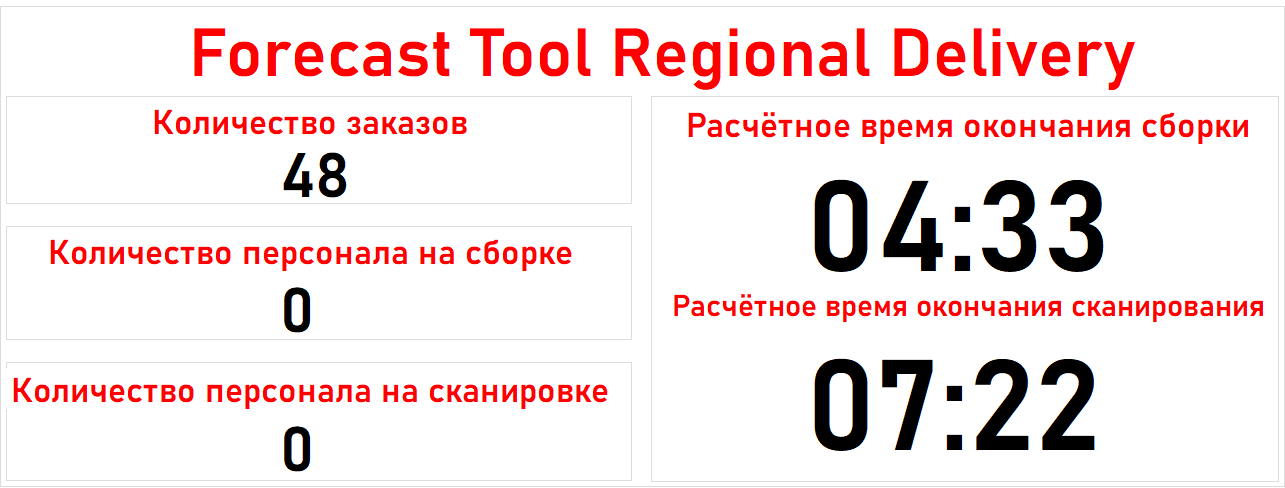 Forecast Tool Regional Delivery
Количество заказов
48
Количество персонала на сборке
0
Количество персонала на сканировке
0
Расчётное время окончания сборки
04:33
Расчётное время окончания сканирования
07:22